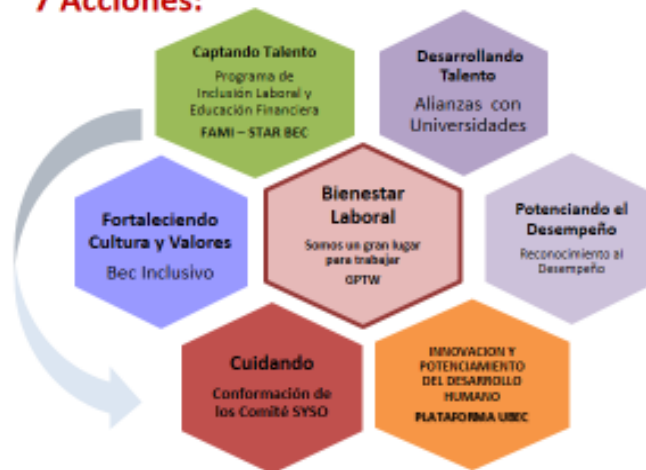 7 Acciones:
Captando Talento
Programa de
Inclusión Laboral y
Educación Financiera
FAMI – STAR BEC
Desarrollando
Talento
Alianzas con
Universidades
Fortaleciendo
Cultura y Valores
Bec Inclusivo
Bienestar
Laboral
Somos un gran lugar
para trabajar
GPTW
Potenciando el
Desempeño
Reconocimiento al
Desempeño
Cuidando
Conformación de
los Comité SYSO
INNOVACION Y
POTENCIAMIENTO
DEL DESARROLLO
HUMANO
PLATAFORMA UBEC